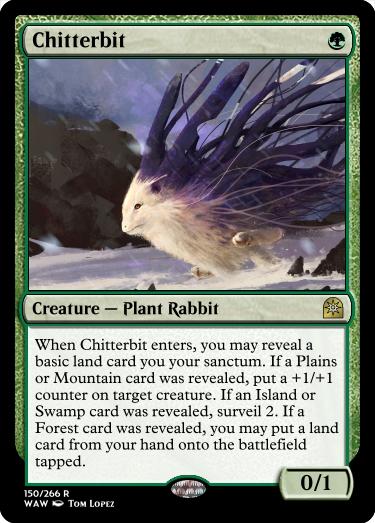 Chitterbit
Creature — Plant Rabbit
When Chitterbit enters, you may reveal a
basic land card you your sanctum. If a Plains
or Mountain card was revealed, put a +1/+1
counter on target creature. If an Island or
Swamp card was revealed, surveil 2. If a
Forest card was revealed, you may put a land
card from your hand onto the battlefield
tapped.
0/1
150/266 R
WAW Tom Lopez